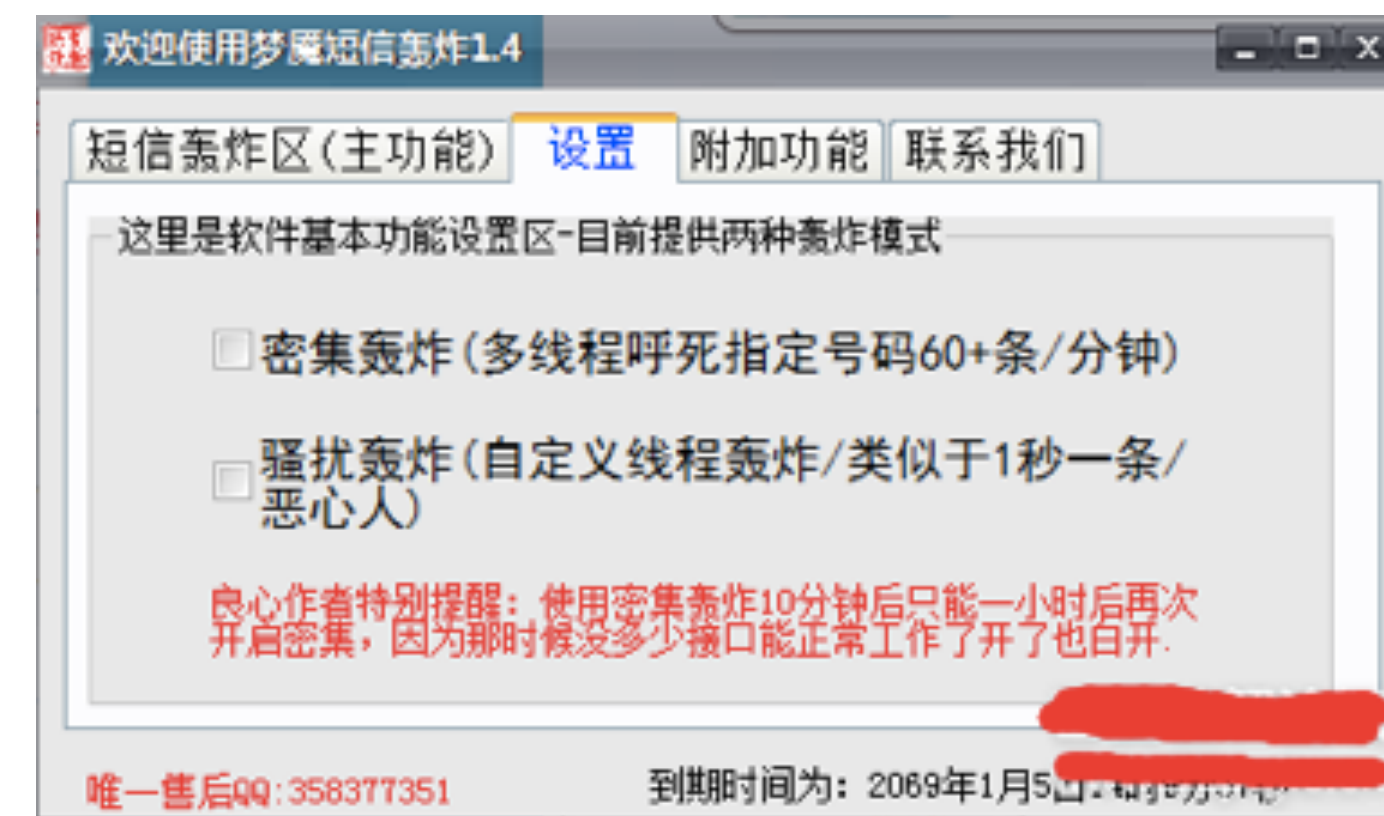 欢迎使用梦魇短信轰炸1.4
短信轰炸区(主功能) 设置 附加功能 联系我们
这里是软件基本功能设置区-目前提供两种轰炸模式
密集轰炸(多线程呼死指定号码60+条/分钟)
骚扰轰炸(自定义线程轰炸/类似于1秒一条/
恶心人)
良心作者特别提醒：使用密集轰炸10分钟后只能一小时后再次
开启密集，因为那时候没多少接口能正常工作了开了也白开.
唯一售后QQ:358377351 到期时间为：2069年1月5日